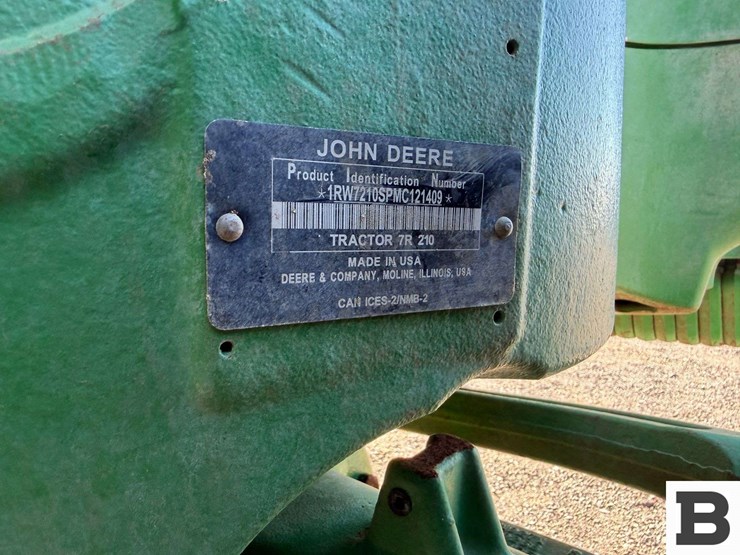 JOHN DEERE
Product Identification Number
*1RW7210SPMC121409*
TRACTOR 7R 210
MADE IN USA
DEERE & COMPANY, MOLINE, ILLINOIS, USA
CAN ICES-2/NMB-2
B